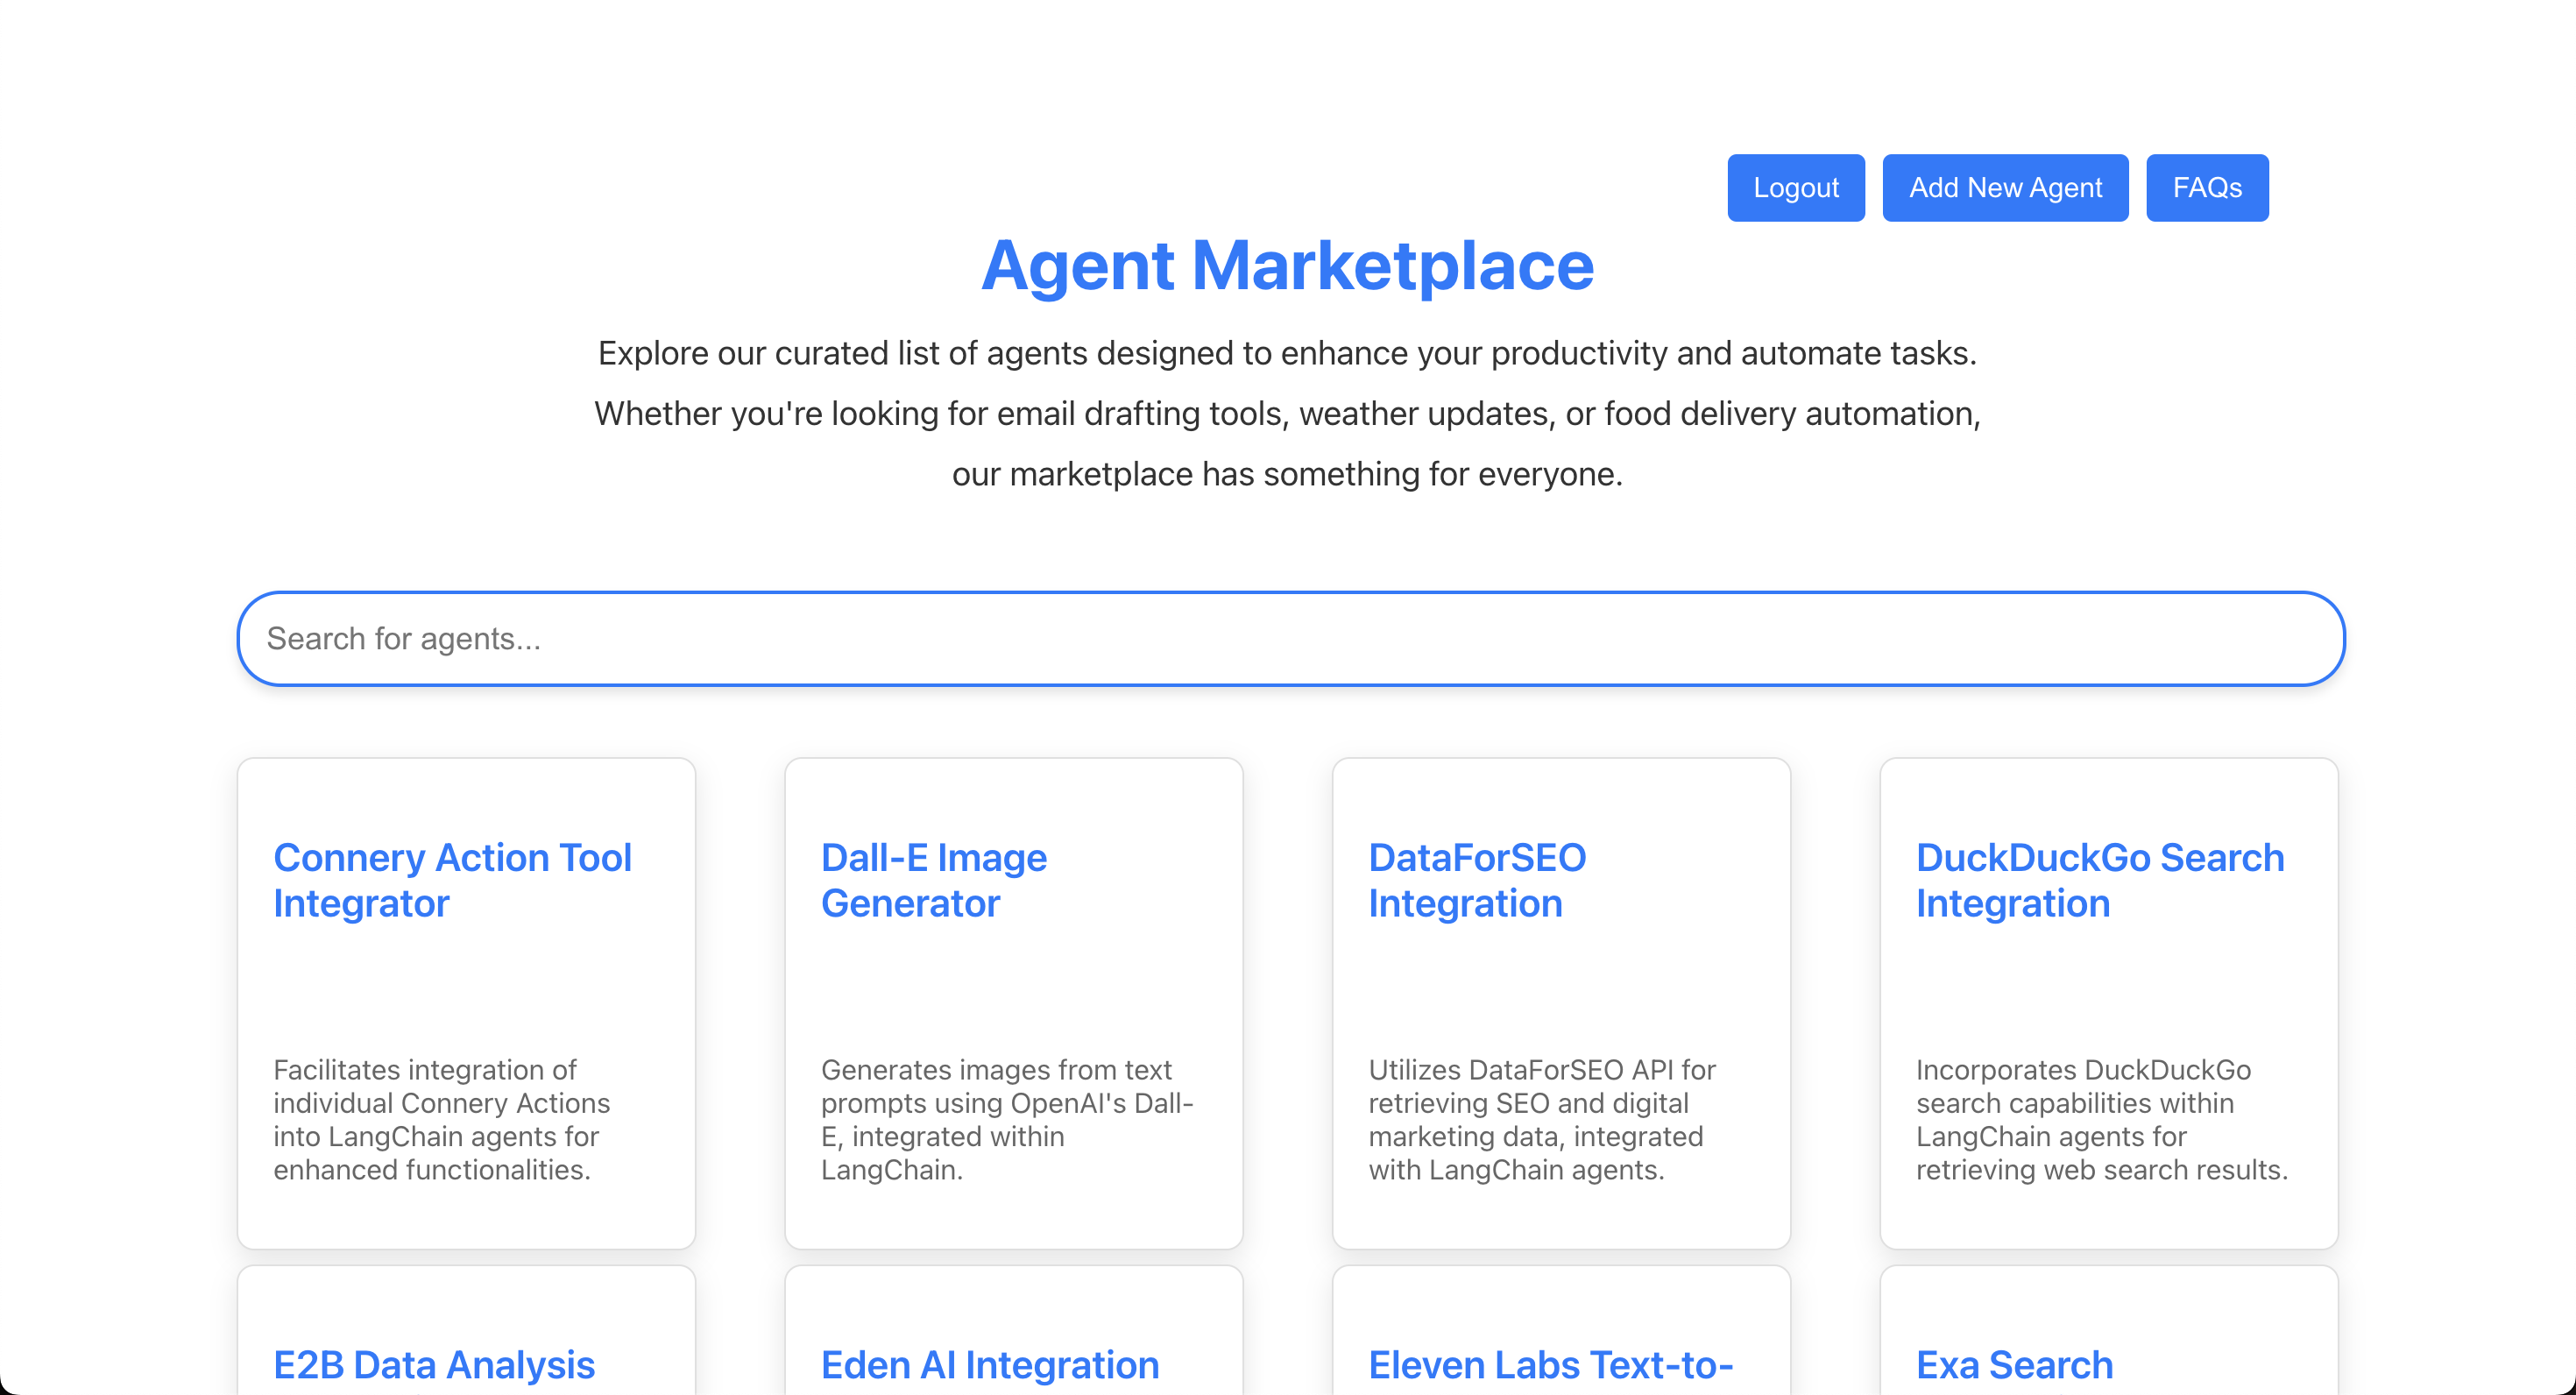 Logout Add New Agent FAQs
Agent Marketplace
Explore our curated list of agents designed to enhance your productivity and automate tasks.
Whether you're looking for email drafting tools, weather updates, or food delivery automation,
our marketplace has something for everyone.
Search for agents...
Connery Action Tool
Integrator
Facilitates integration of
individual Connery Actions
into LangChain agents for
enhanced functionalities.
Dall-E Image
Generator
Generates images from text
prompts using OpenAI's Dall-
E, integrated within
LangChain.
DataForSEO
Integration
Utilizes DataForSEO API for
retrieving SEO and digital
marketing data, integrated
with LangChain agents.
DuckDuckGo Search
Integration
Incorporates DuckDuckGo
search capabilities within
LangChain agents for
retrieving web search results.
E2B Data Analysis
Eden AI Integration
Eleven Labs Text-to-
Exa Search